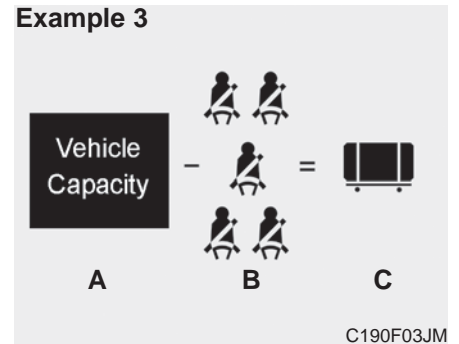 Example 3
Vehicle
Capacity
- =
A B C
C190F03JM